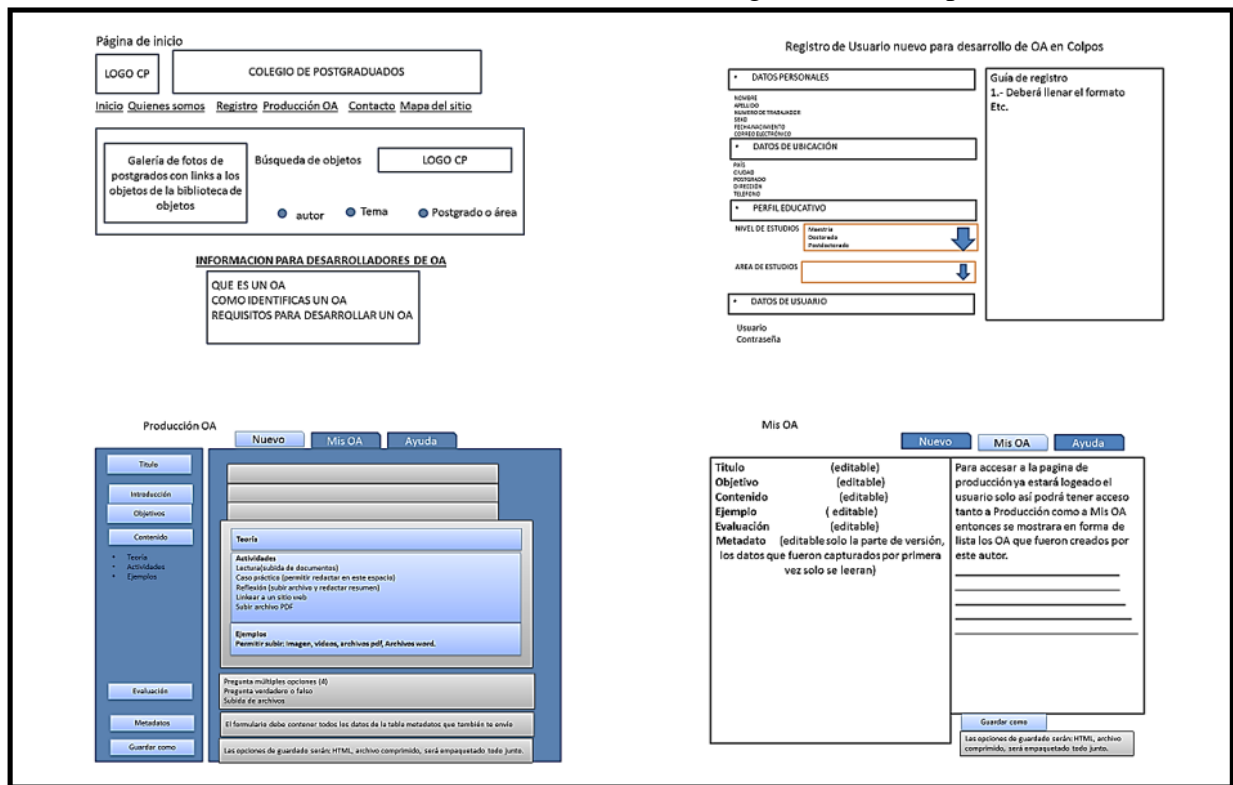 Página de inicio
LOGO CP
COLEGIO DE POSTGRADUADOS
Inicio Quienes somos Registro Producción OA Contacto Mapa del sitio
Galería de fotos de
postgrados con links a los
objetos de la biblioteca de
objetos
Búsqueda de objetos
LOGO CP
autor
Tema
Postgrado o área
INFORMACION PARA DESARROLLADORES DE OA
QUE ES UN OA
COMO IDENTIFICAS UN OA
REQUISITOS PARA DESARROLLAR UN OA
Registro de Usuario nuevo para desarrollo de OA en Colpos
• DATOS PERSONALES
NOMBRE
APELLIDO
NUMERO DE TRABAJADOR
SEXO
FECHA NACIMIENTO
CORREO ELECTRÓNICO
• DATOS DE UBICACIÓN
PAÍS
CIUDAD
POSTGRADO
DIRECCIÓN
TELEFONO
• PERFIL EDUCATIVO
NIVEL DE ESTUDIOS
Maestría
Doctorado
Postdoctorado
AREA DE ESTUDIOS
• DATOS DE USUARIO
Usuario
Contraseña
Guía de registro
1.- Deberá llenar el formato
Etc.
Producción OA
Nuevo
Mis OA
Ayuda
Título
Introducción
Objetivos
Contenido
• Teoría
• Actividades
• Ejemplos
Evaluación
Metadatos
Guardar como
Teoría
Actividades
Lectura(subida de documentos)
Caso práctico (permitir redactar en este espacio)
Reflexión (subir archivo y redactar resumen)
Linkear a un sitio web
Subir archivo PDF
Ejemplos
Permitir subir: imagen, videos, archivos pdf, Archivos word.
Pregunta múltiples opciones (4)
Pregunta verdadero o falso
Subida de archivos
El formulario debe contener todos los datos de la tabla metadatos que también te envío
Las opciones de guardado serán: HTML, archivo comprimido, será empaquetado todo junto.
Mis OA
Nuevo
Mis OA
Ayuda
Título (editable)
Objetivo (editable)
Contenido (editable)
Ejemplo ( editable)
Evaluación (editable)
Metadato (editable solo la parte de versión,
los datos que fueron capturados por primera
vez solo se leeran)
Para accesar a la pagina de
producción ya estará logeado el
usuario solo así podrá tener acceso
tanto a Producción como a Mis OA
entonces se mostrara en forma de
lista los OA que fueron creados por
este autor.
Guardar como
Las opciones de guardado serán: HTML, archivo
comprimido, será empaquetado todo junto.